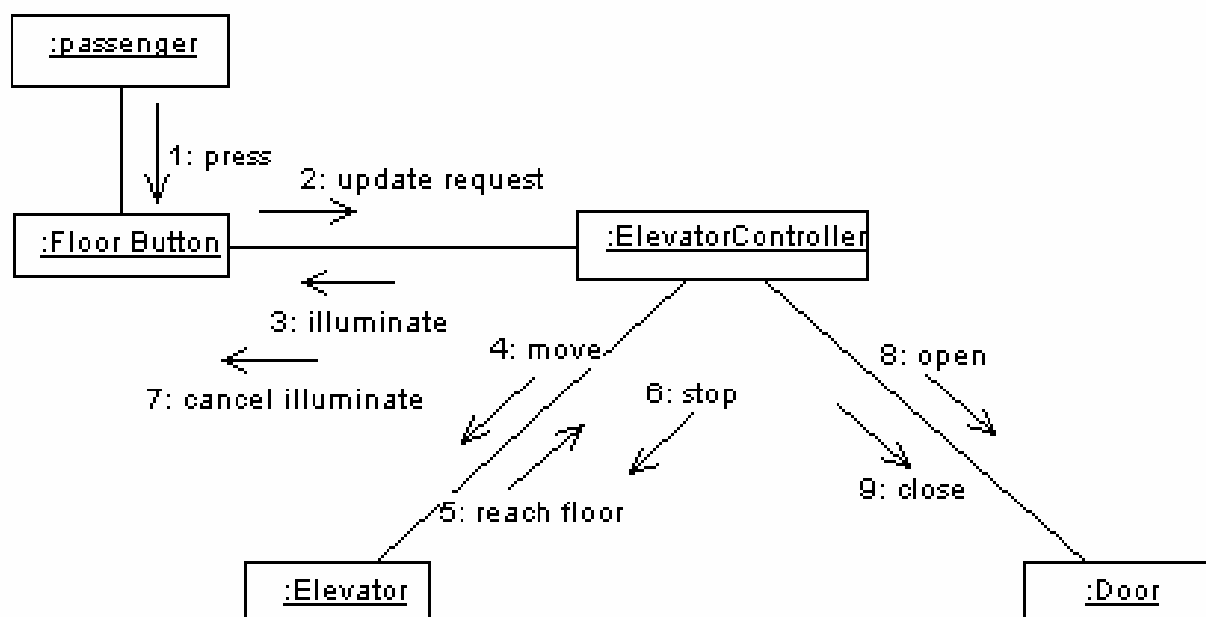 :passenger
1: press
2: update request
:Floor Button
:ElevatorController
3: illuminate
4: move
8: open
7: cancel illuminate
6: stop
9: close
5: reach floor
:Elevator
:Door